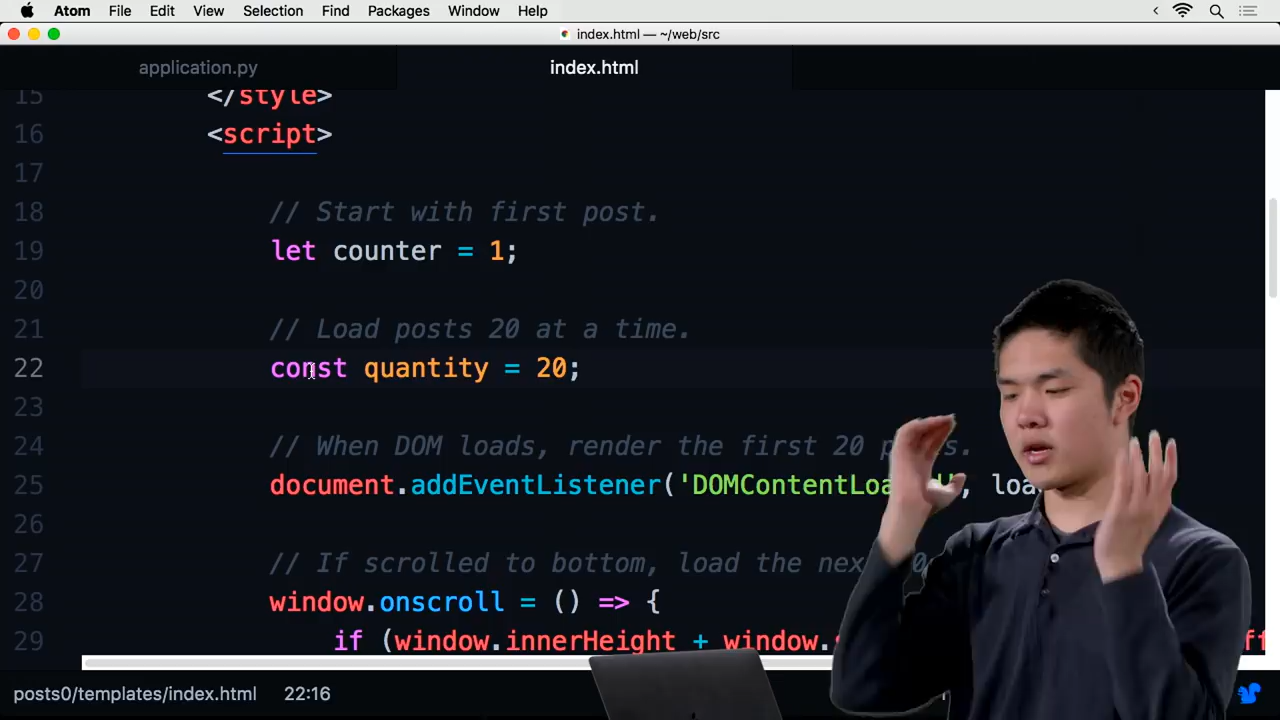 Atom File Edit View Selection Find Packages Window Help
index.html — ~/web/src
application.py index.html
15 </style>
16 <script>
17
18 // Start with first post.
19 let counter = 1;
20
21 // Load posts 20 at a time.
22 const quantity = 20;
23
24 // When DOM loads, render the first 20
25 document.addEventListener('DOMContentLoa
26
27 // If scrolled to bottom, load the next
28 window.onscroll = () => {
29 if (window.innerHeight + window.
posts0/templates/index.html 22:16